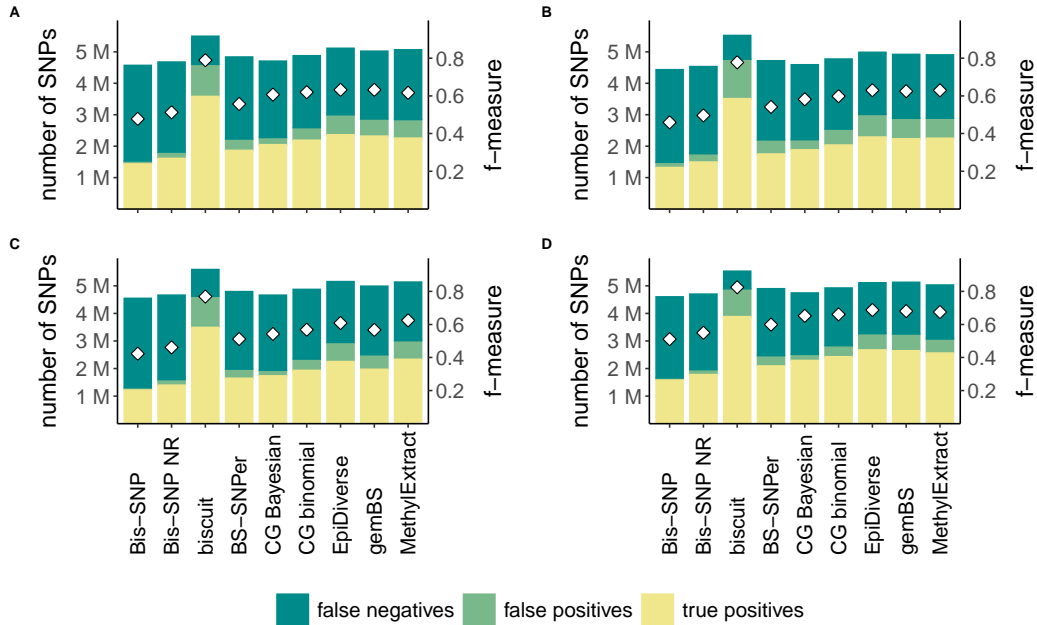 A
number of SNPs
5 M
4 M
3 M
2 M
1 M
0.8
0.6
0.4
0.2
f−measure
B
number of SNPs
5 M
4 M
3 M
2 M
1 M
0.8
0.6
0.4
0.2
f−measure
C
number of SNPs
5 M
4 M
3 M
2 M
1 M
0.8
0.6
0.4
0.2
f−measure
Bis−SNP
Bis−SNP NR
biscuit
BS−SNPer
CG Bayesian
CG binomial
EpiDiverse
gemBS
MethylExtract
D
number of SNPs
5 M
4 M
3 M
2 M
1 M
0.8
0.6
0.4
0.2
f−measure
Bis−SNP
Bis−SNP NR
biscuit
BS−SNPer
CG Bayesian
CG binomial
EpiDiverse
gemBS
MethylExtract
false negatives false positives true positives